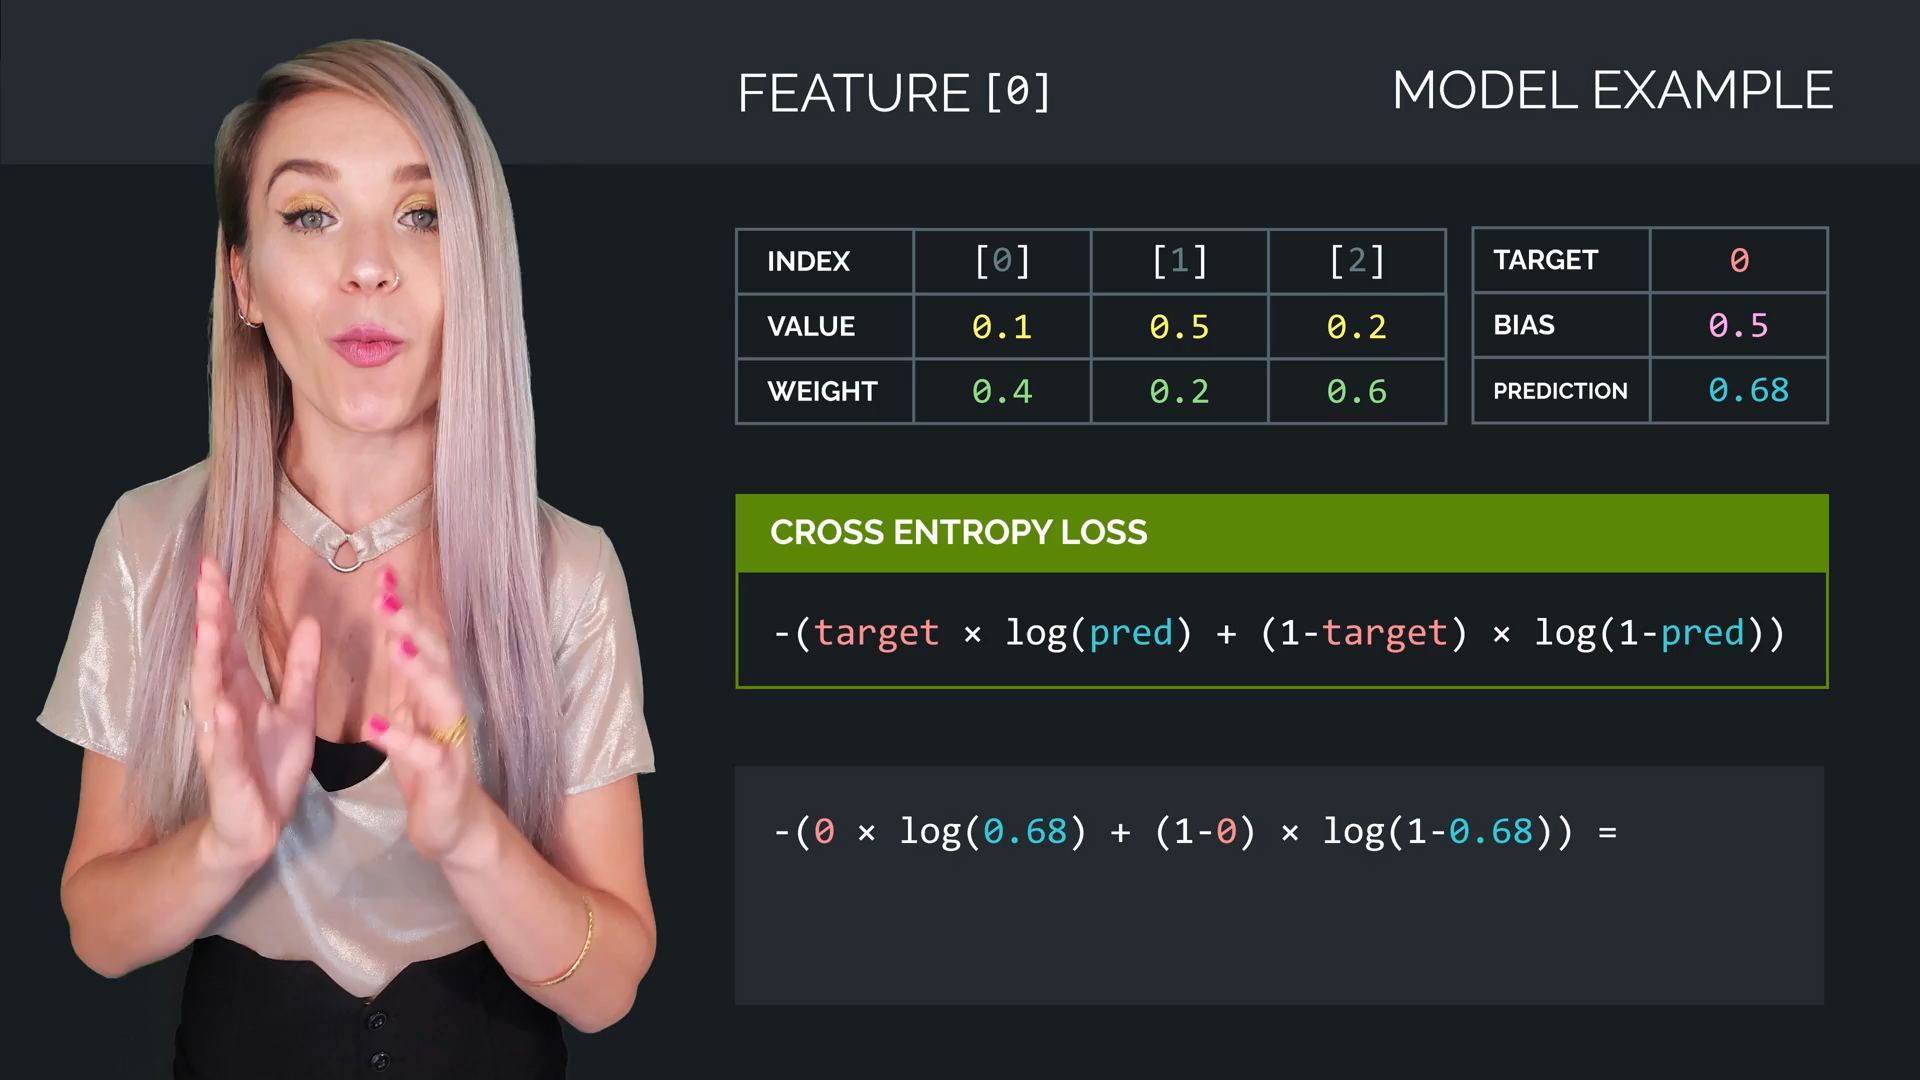 FEATURE [0]
MODEL EXAMPLE
INDEX [0] [1] [2]
VALUE 0.1 0.5 0.2
WEIGHT 0.4 0.2 0.6
TARGET 0
BIAS 0.5
PREDICTION 0.68
CROSS ENTROPY LOSS
-(target × log(pred) + (1-target) × log(1-pred))
-(0 × log(0.68) + (1-0) × log(1-0.68)) =